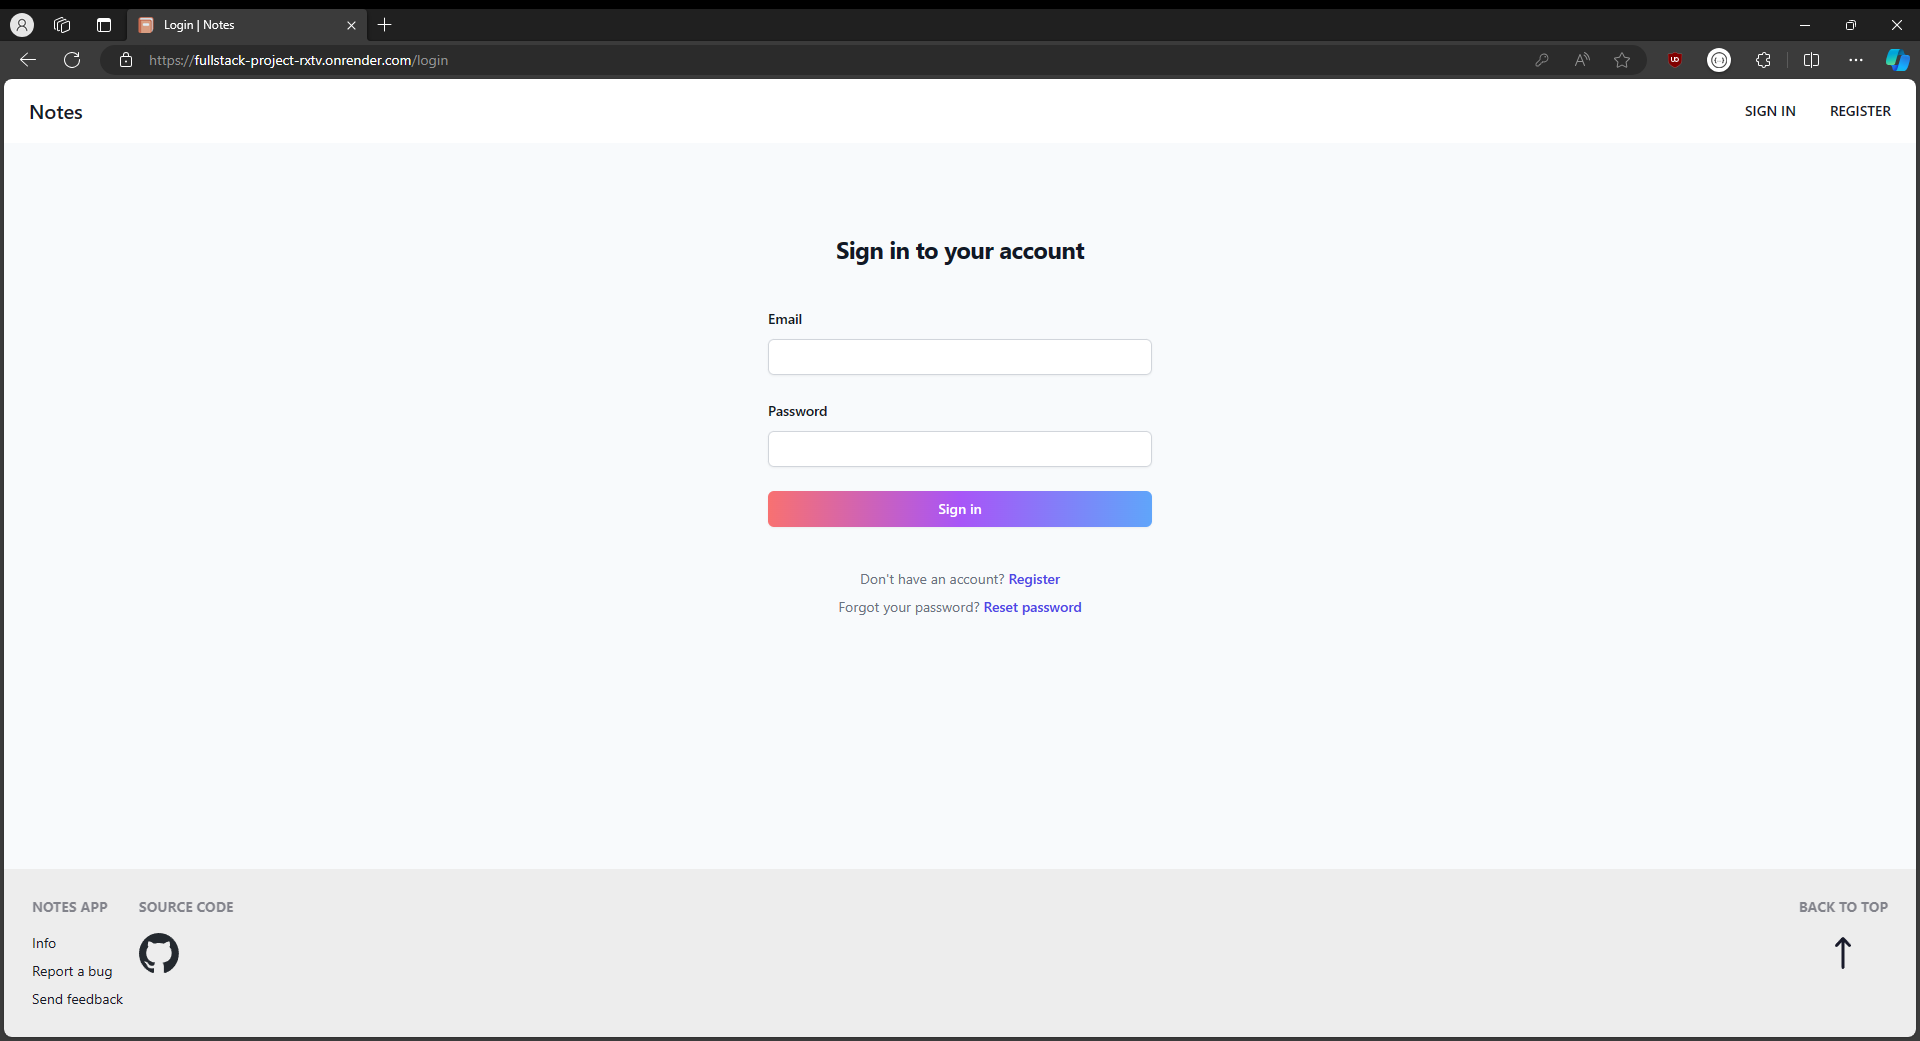 Login | Notes
https://fullstack-project-rxtv.onrender.com/login
Notes
SIGN IN
REGISTER
Sign in to your account
Email
Password
Sign in
Don't have an account? Register
Forgot your password? Reset password
NOTES APP
Info
Report a bug
Send feedback
SOURCE CODE
BACK TO TOP